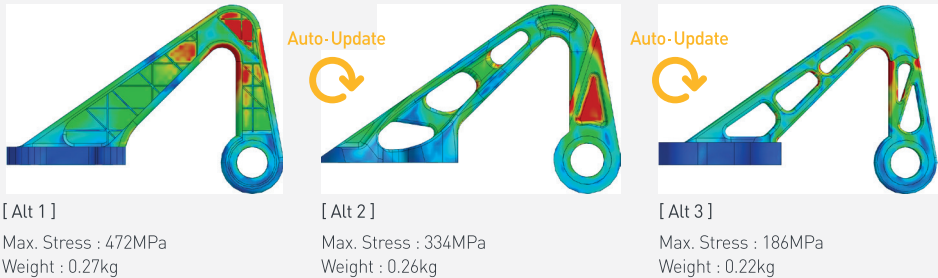 Auto-Update
Auto-Update
[ Alt 1 ]
Max. Stress : 472MPa
Weight : 0.27kg
[ Alt 2 ]
Max. Stress : 334MPa
Weight : 0.26kg
[ Alt 3 ]
Max. Stress : 186MPa
Weight : 0.22kg